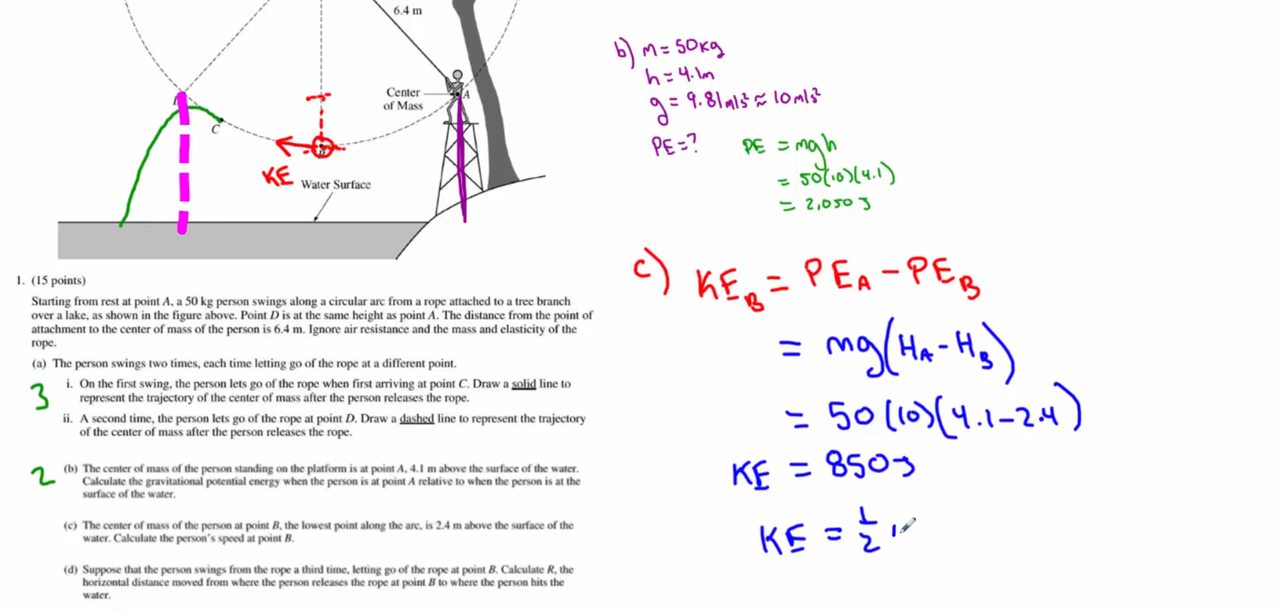 6.4 m
Center
of Mass
A
C
KE
Water Surface
b) m = 50kg
h = 4.1m
g = 9.81m/s² ≈ 10m/s²
PE = ?
PE = mgh
= 50(10)(4.1)
= 2,050 J
c) KE_B = PE_A − PE_B
= mg(H_A − H_B)
= 50(10)(4.1−2.4)
KE = 850J
KE = 1/2
1. (15 points)
Starting from rest at point A, a 50 kg person swings along a circular arc from a rope attached to a tree branch
over a lake, as shown in the figure above. Point D is at the same height as point A. The distance from the point of
attachment to the center of mass of the person is 6.4 m. Ignore air resistance and the mass and elasticity of the
rope.
(a) The person swings two times, each time letting go of the rope at a different point.
3
i. On the first swing, the person lets go of the rope when first arriving at point C. Draw a solid line to
represent the trajectory of the center of mass after the person releases the rope.
ii. A second time, the person lets go of the rope at point D. Draw a dashed line to represent the trajectory
of the center of mass after the person releases the rope.
2
(b) The center of mass of the person standing on the platform is at point A, 4.1 m above the surface of the water.
Calculate the gravitational potential energy when the person is at point A relative to when the person is at the
surface of the water.
(c) The center of mass of the person at point B, the lowest point along the arc, is 2.4 m above the surface of the
water. Calculate the person's speed at point B.
(d) Suppose that the person swings from the rope a third time, letting go of the rope at point B. Calculate R, the
horizontal distance moved from where the person releases the rope at point B to where the person hits the
water.